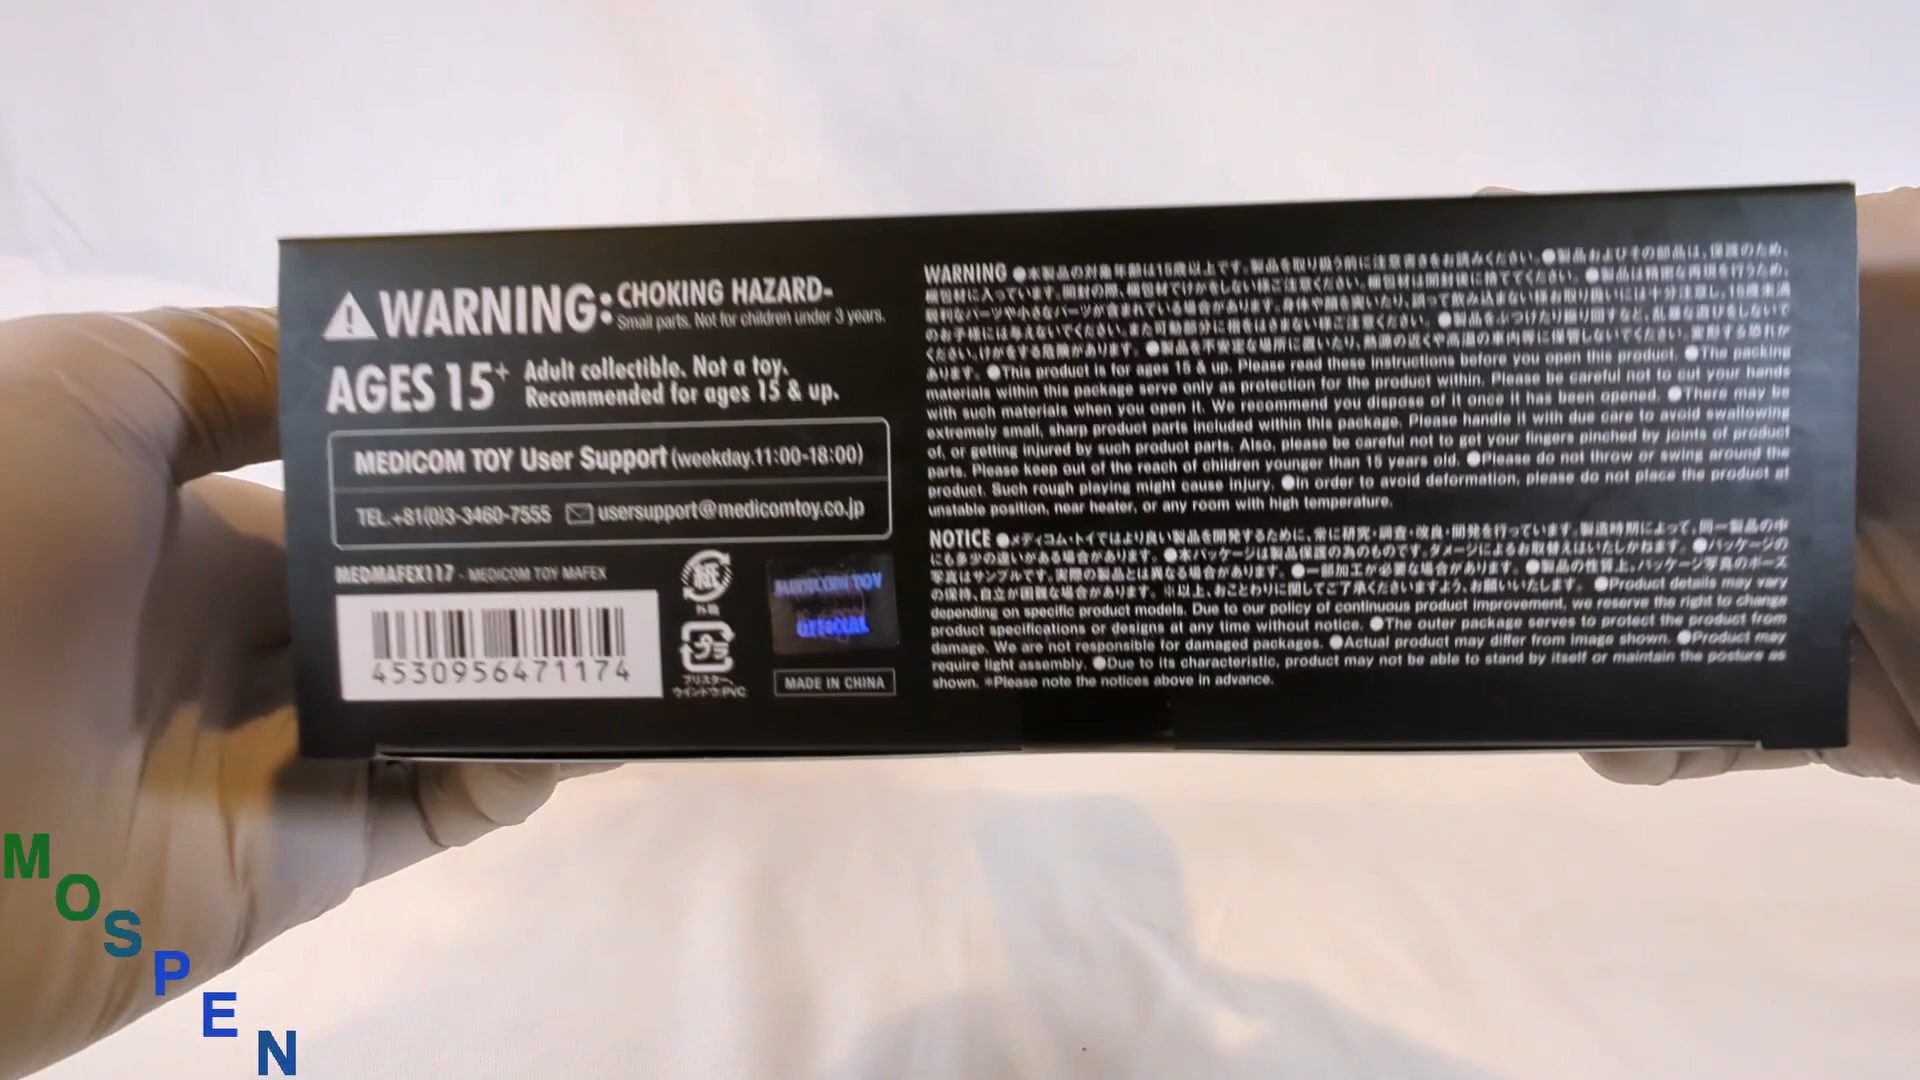 WARNING: CHOKING HAZARD-
Small parts. Not for children under 3 years.
AGES 15+ Adult collectible. Not a toy.
Recommended for ages 15 & up.
MEDICOM TOY User Support (weekday.11:00-18:00)
TEL.+81(0)3-3460-7555 usersupport@medicomtoy.co.jp
MEDMAFEX117 - MEDICOM TOY MAFEX
4530956471174
紙
外箱
プラ
ブリスター、
ウインドウ:PVC
MEDICOM TOY
OFFICIAL
MADE IN CHINA
WARNING ●本製品の対象年齢は15歳以上です。製品を取り扱う前に注意書きをお読みください。●製品およびその部品は、保護のため、
梱包材に入っています。開封の際、梱包材でけがをしない様ご注意ください。梱包材は開封後に捨ててください。●製品は精密な再現を行うため、
鋭利なパーツや小さなパーツが含まれている場合があります。身体や顔を突いたり、誤って飲み込まない様お取り扱いには十分注意し、15歳未満
のお子様には与えないでください。また可動部分に指をはさまない様ご注意ください。●製品をぶつけたり振り回すなど、乱暴な遊びをしないで
ください。けがをする危険があります。●製品を不安定な場所に置いたり、熱源の近くや高温の車内等に保管しないでください。変形する恐れが
あります。●This product is for ages 15 & up. Please read these instructions before you open this product. ●The packing
materials within this package serve only as protection for the product within. Please be careful not to cut your hands
with such materials when you open it. We recommend you dispose of it once it has been opened. ●There may be
extremely small, sharp product parts included within this package. Please handle it with due care to avoid swallowing
of, or getting injured by such product parts. Also, please be careful not to get your fingers pinched by joints of product
parts. Please keep out of the reach of children younger than 15 years old. ●Please do not throw or swing around the
product. Such rough playing might cause injury. ●In order to avoid deformation, please do not place the product at
unstable position, near heater, or any room with high temperature.
NOTICE ●メディコム・トイではより良い製品を開発するために、常に研究・調査・改良・開発を行っています。製造時期によって、同一製品の中
にも多少の違いがある場合があります。●本パッケージは製品保護の為のものです。ダメージによるお取替えはいたしかねます。●パッケージの
写真はサンプルです。実際の製品とは異なる場合があります。●一部加工が必要な場合があります。●製品の性質上、パッケージ写真のポーズ
の保持、自立が困難な場合があります。※以上、おことわりに関してご了承くださいますよう、お願いいたします。●Product details may vary
depending on specific product models. Due to our policy of continuous product improvement, we reserve the right to change
product specifications or designs at any time without notice. ●The outer package serves to protect the product from
damage. We are not responsible for damaged packages. ●Actual product may differ from image shown. ●Product may
require light assembly. ●Due to its characteristic, product may not be able to stand by itself or maintain the posture as
shown. *Please note the notices above in advance.
MOSPEN